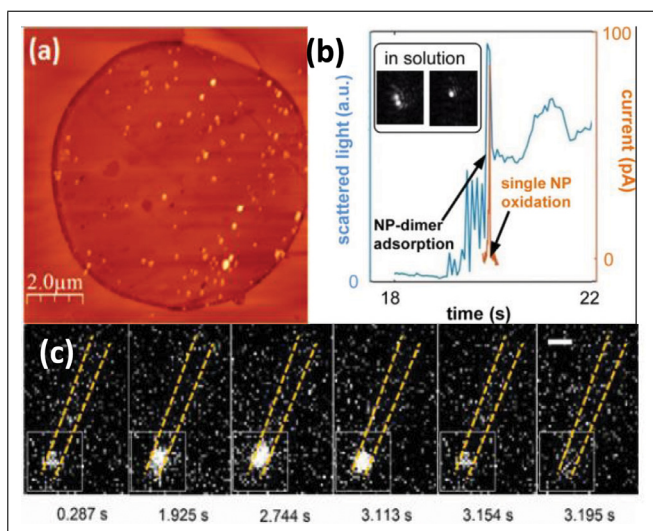 (a)
2.0μm
(b)
in solution
scattered light (a.u.)
0
NP-dimer
adsorption
single NP
oxidation
100
current (pA)
0
18
time (s)
22
(c)
0.287 s
1.925 s
2.744 s
3.113 s
3.154 s
3.195 s